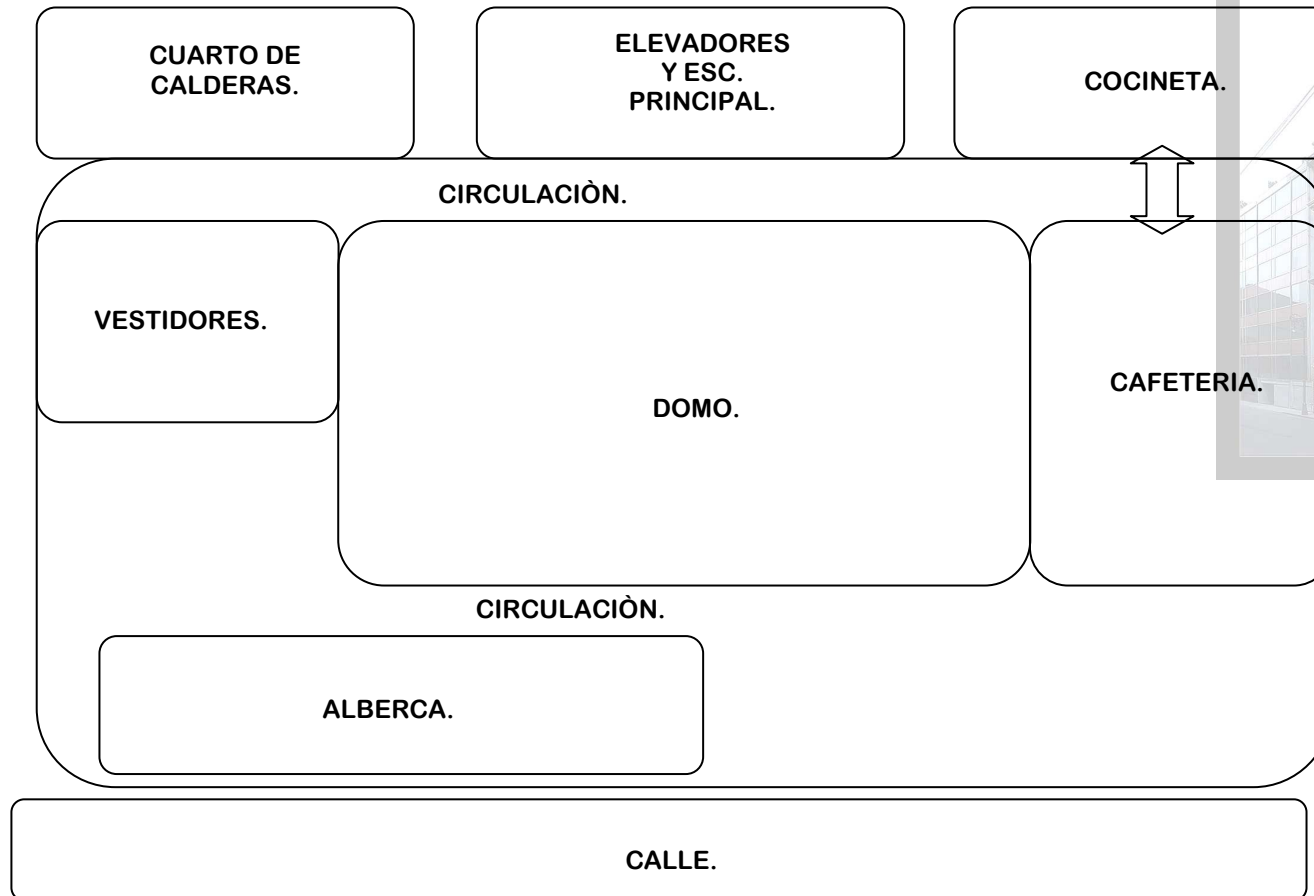 CUARTO DE
CALDERAS.
ELEVADORES
Y ESC.
PRINCIPAL.
COCINETA.
CIRCULACIÒN.
VESTIDORES.
DOMO.
CAFETERIA.
CIRCULACIÒN.
ALBERCA.
CALLE.